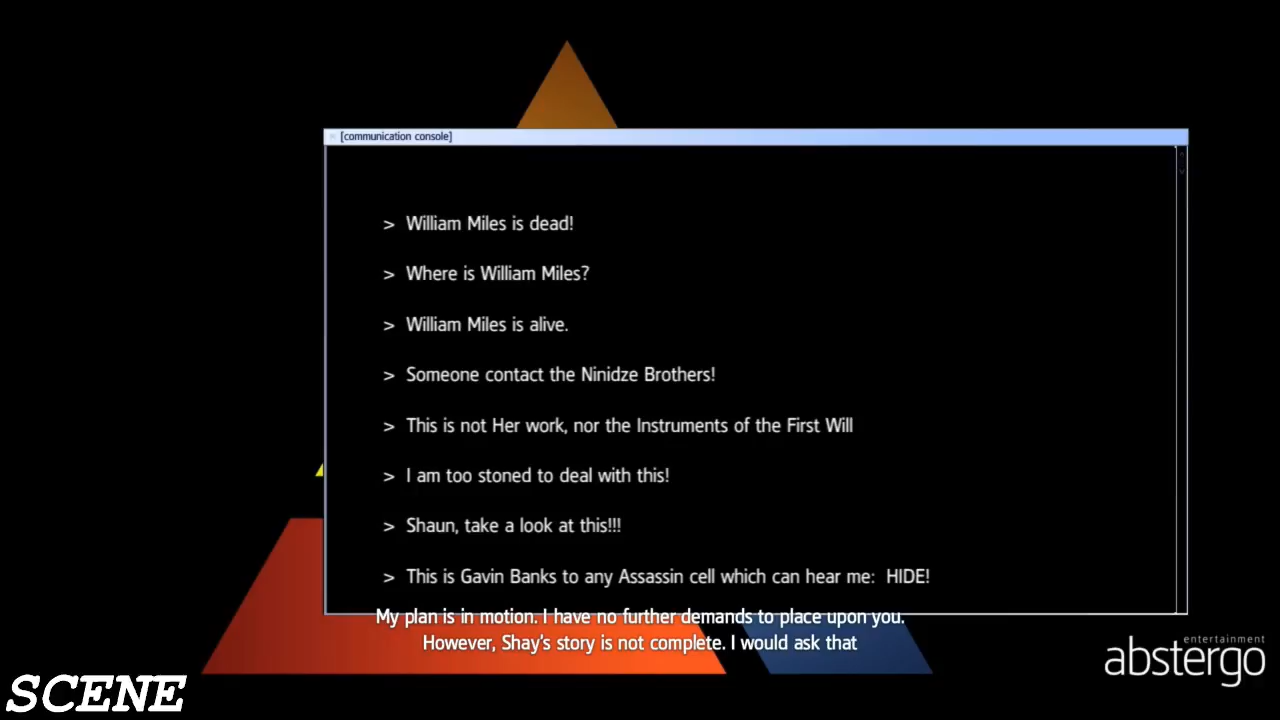 [communication console]
> William Miles is dead!
> Where is William Miles?
> William Miles is alive.
> Someone contact the Ninidze Brothers!
> This is not Her work, nor the Instruments of the First Will
> I am too stoned to deal with this!
> Shaun, take a look at this!!!
> This is Gavin Banks to any Assassin cell which can hear me: HIDE!
My plan is in motion. I have no further demands to place upon you.
However, Shay's story is not complete. I would ask that
entertainment
abstergo
SCENE